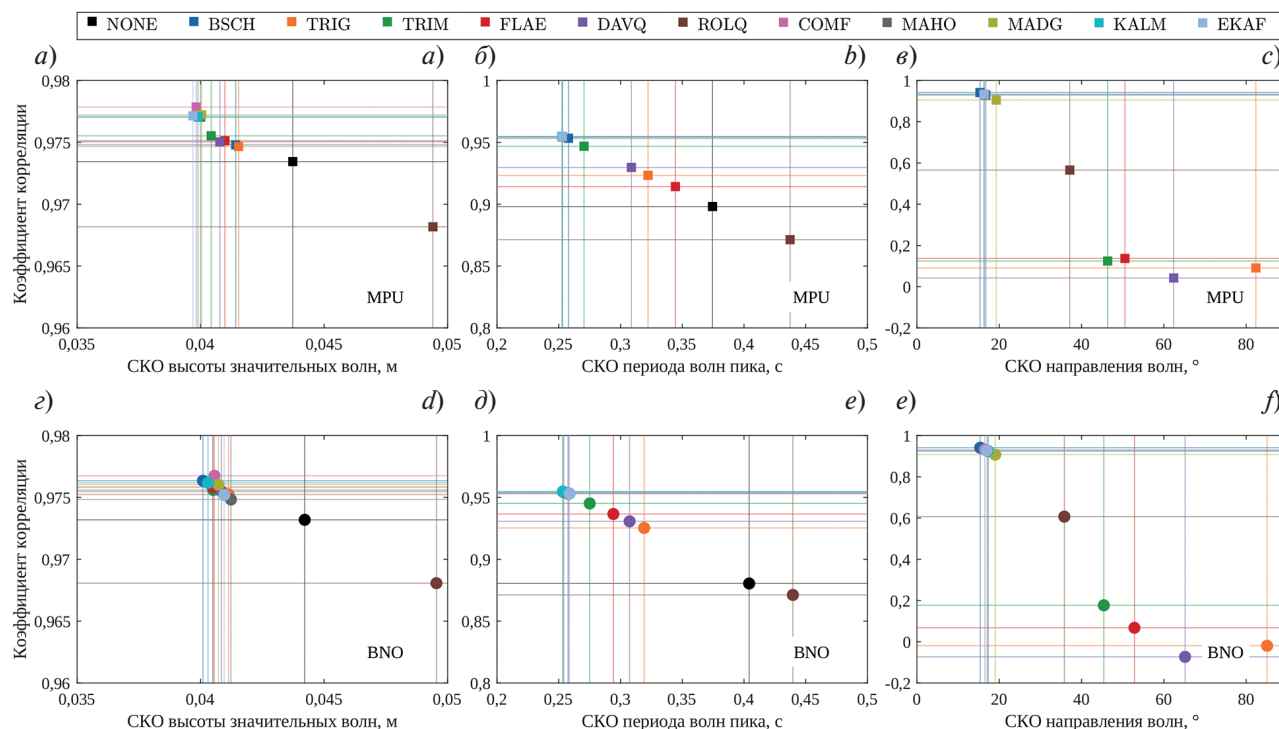 NONE BSCH TRIG TRIM FLAE DAVQ ROLQ COMF MAHO MADG KALM EKAF
а) a) б) b) в) c)
0,98 1 1
0,975 0,95 0,8
0,97 0,9 0,6
0,4
0,965 0,85 0,2
0
0,96 0,8 -0,2
Коэффициент корреляции
MPU MPU MPU
0,035 0,04 0,045 0,05 0,2 0,25 0,3 0,35 0,4 0,45 0,5 0 20 40 60 80
СКО высоты значительных волн, м СКО периода волн пика, с СКО направления волн, °
г) d) д) e) е) f)
0,98 1 1
0,975 0,95 0,8
0,97 0,9 0,6
0,4
0,965 0,85 0,2
0
0,96 0,8 -0,2
Коэффициент корреляции
BNO BNO BNO
0,035 0,04 0,045 0,05 0,2 0,25 0,3 0,35 0,4 0,45 0,5 0 20 40 60 80
СКО высоты значительных волн, м СКО периода волн пика, с СКО направления волн, °